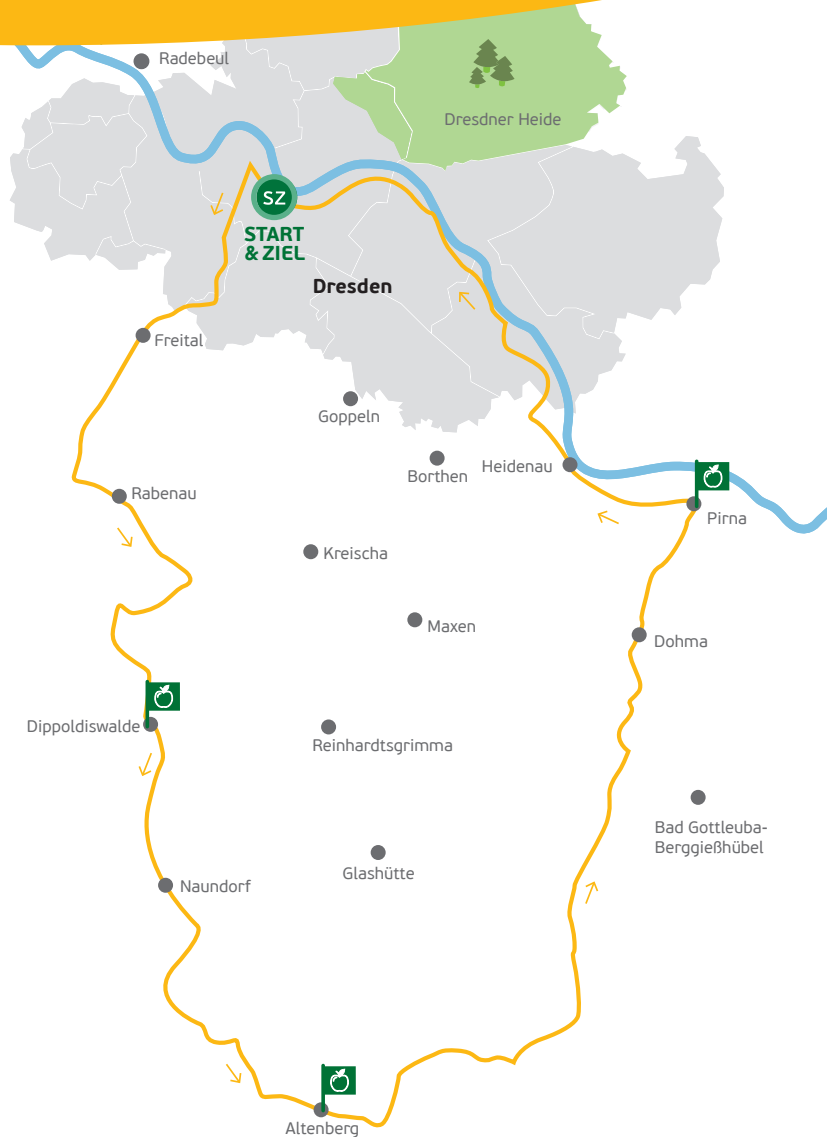 Radebeul
Dresdner Heide
SZ
START
& ZIEL
Dresden
Freital
Goppeln
Borthen
Heidenau
Rabenau
Pirna
Kreischa
Maxen
Dohma
Dippoldiswalde
Reinhardtsgrimma
Bad Gottleuba-
Berggießhübel
Glashütte
Naundorf
Altenberg